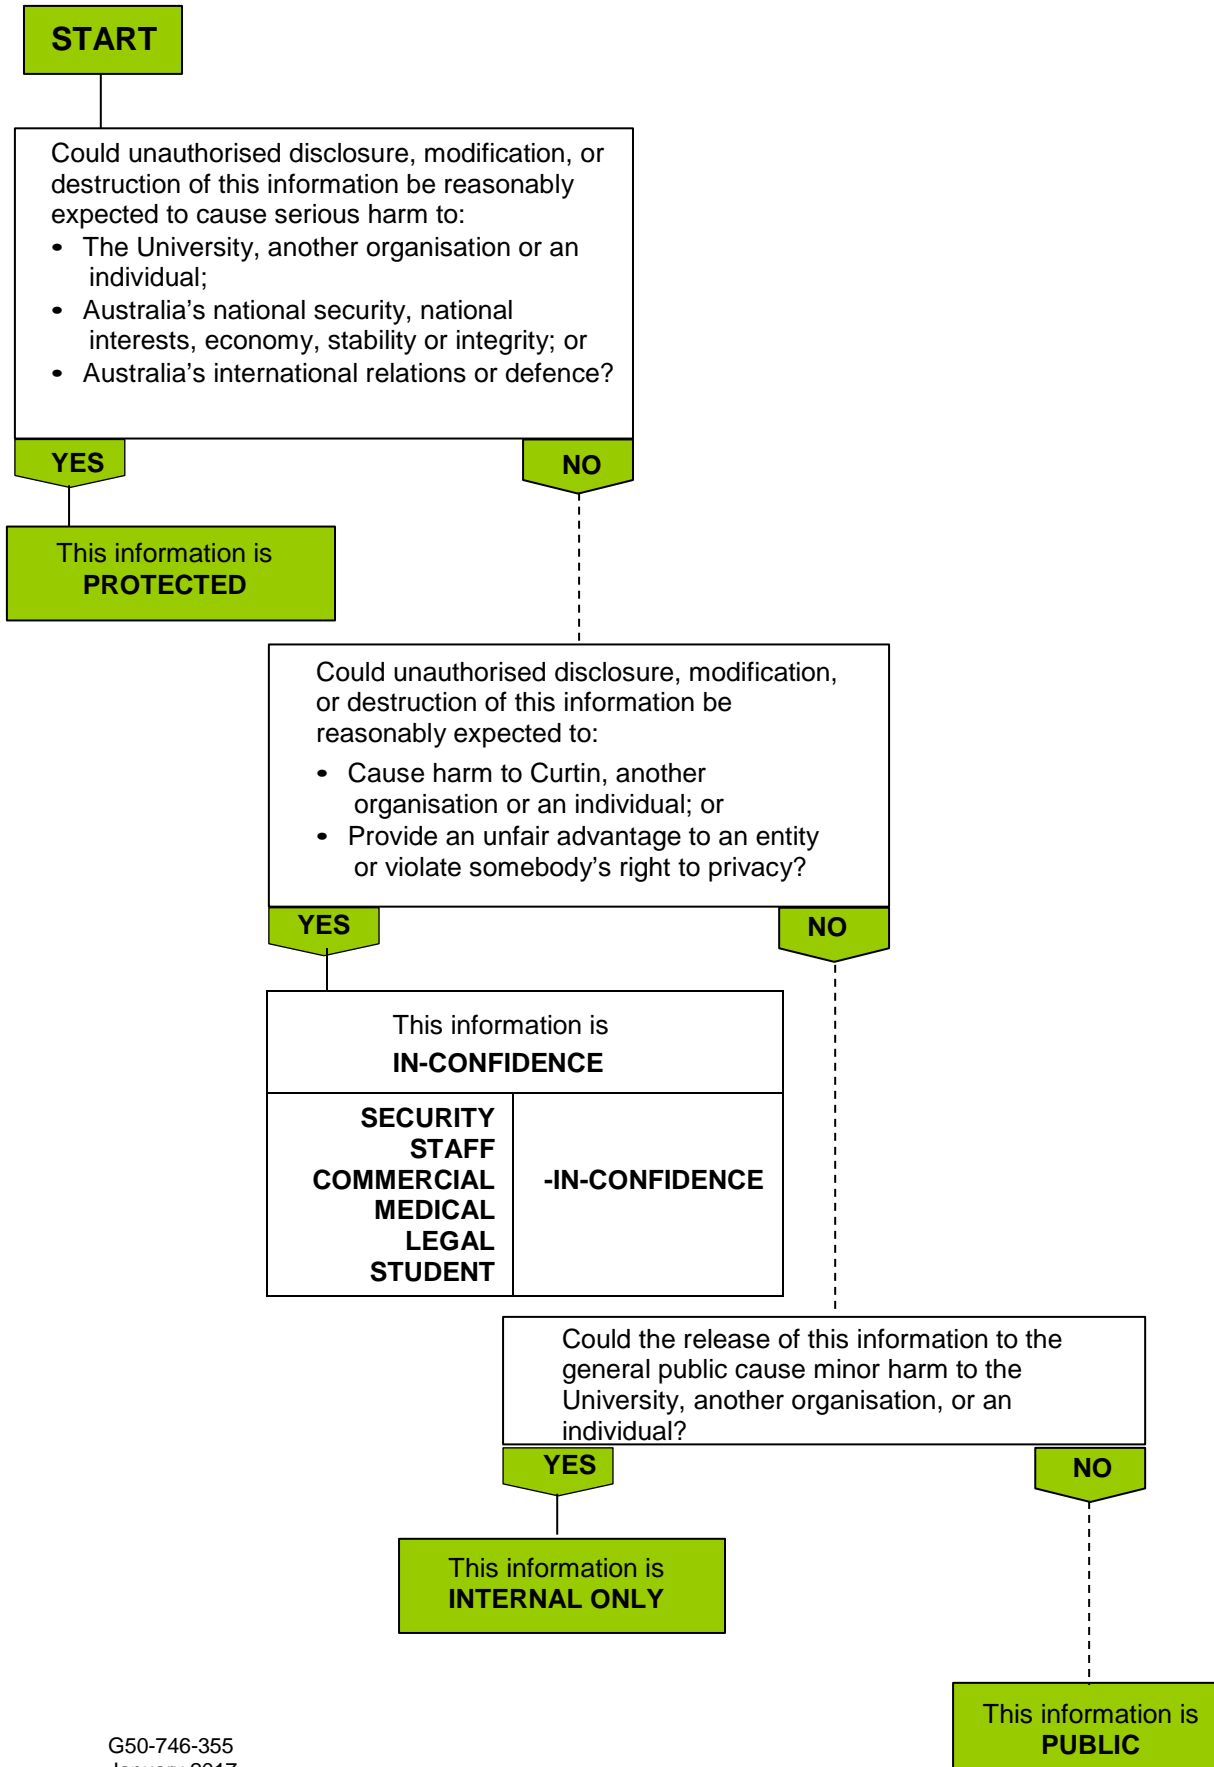 START
Could unauthorised disclosure, modification, or
destruction of this information be reasonably
expected to cause serious harm to:
• The University, another organisation or an
individual;
• Australia's national security, national
interests, economy, stability or integrity; or
• Australia's international relations or defence?
YES
NO
This information is
PROTECTED
Could unauthorised disclosure, modification,
or destruction of this information be
reasonably expected to:
• Cause harm to Curtin, another
organisation or an individual; or
• Provide an unfair advantage to an entity
or violate somebody's right to privacy?
YES
NO
This information is
IN-CONFIDENCE
SECURITY
STAFF
COMMERCIAL
MEDICAL
LEGAL
STUDENT
-IN-CONFIDENCE
Could the release of this information to the
general public cause minor harm to the
University, another organisation, or an
individual?
YES
NO
This information is
INTERNAL ONLY
This information is
PUBLIC
G50-746-355
January 2017